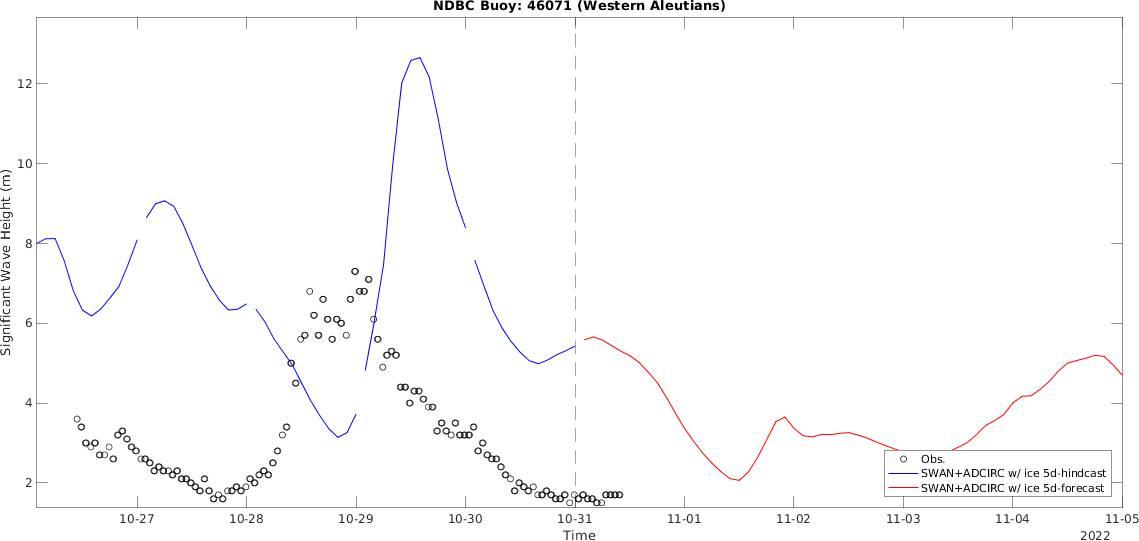 NDBC Buoy: 46071 (Western Aleutians)
Significant Wave Height (m)
12
10
8
6
4
2
Obs.
SWAN+ADCIRC w/ ice 5d-hindcast
SWAN+ADCIRC w/ ice 5d-forecast
10-27 10-28 10-29 10-30 10-31 11-01 11-02 11-03 11-04 11-05
Time
2022